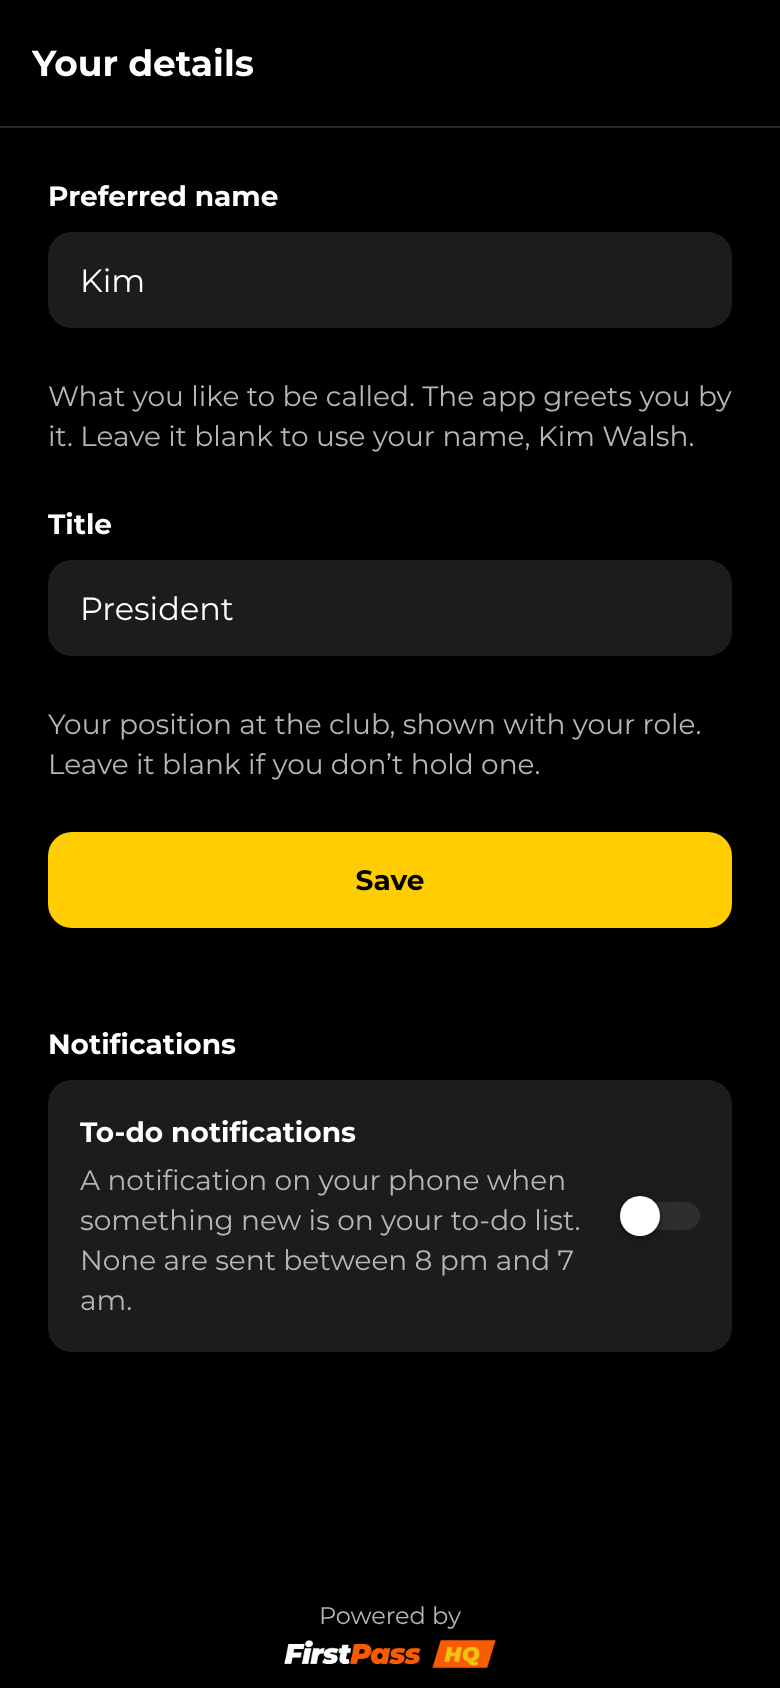 Your details
Preferred name
Kim
What you like to be called. The app greets you by
it. Leave it blank to use your name, Kim Walsh.
Title
President
Your position at the club, shown with your role.
Leave it blank if you don’t hold one.
Save
Notifications
To-do notifications
A notification on your phone when
something new is on your to-do list.
None are sent between 8 pm and 7
am.
Powered by
FirstPass HQ